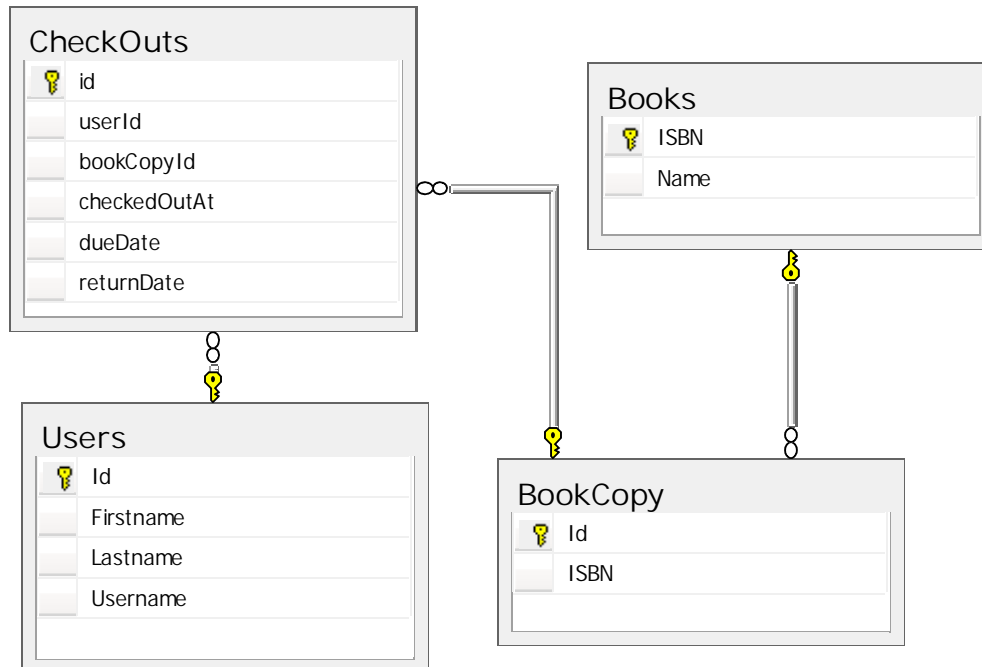 CheckOuts
id
userId
bookCopyId
checkedOutAt
dueDate
returnDate
Books
ISBN
Name
Users
Id
Firstname
Lastname
Username
BookCopy
Id
ISBN